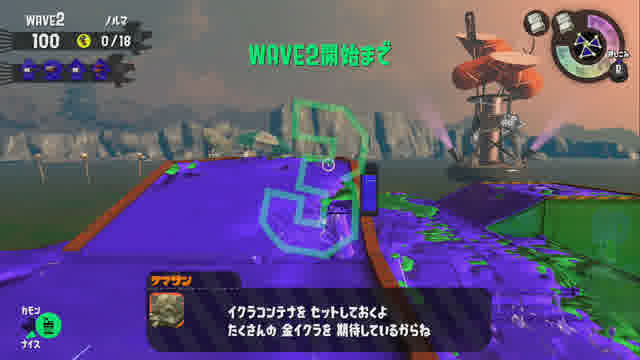 WAVE2 ノルマ
100 0/18
WAVE2開始まで
3
クマサン
イクラコンテナを セットしておくよ
たくさんの 金イクラを 期待しているからね
カモン
ナイス